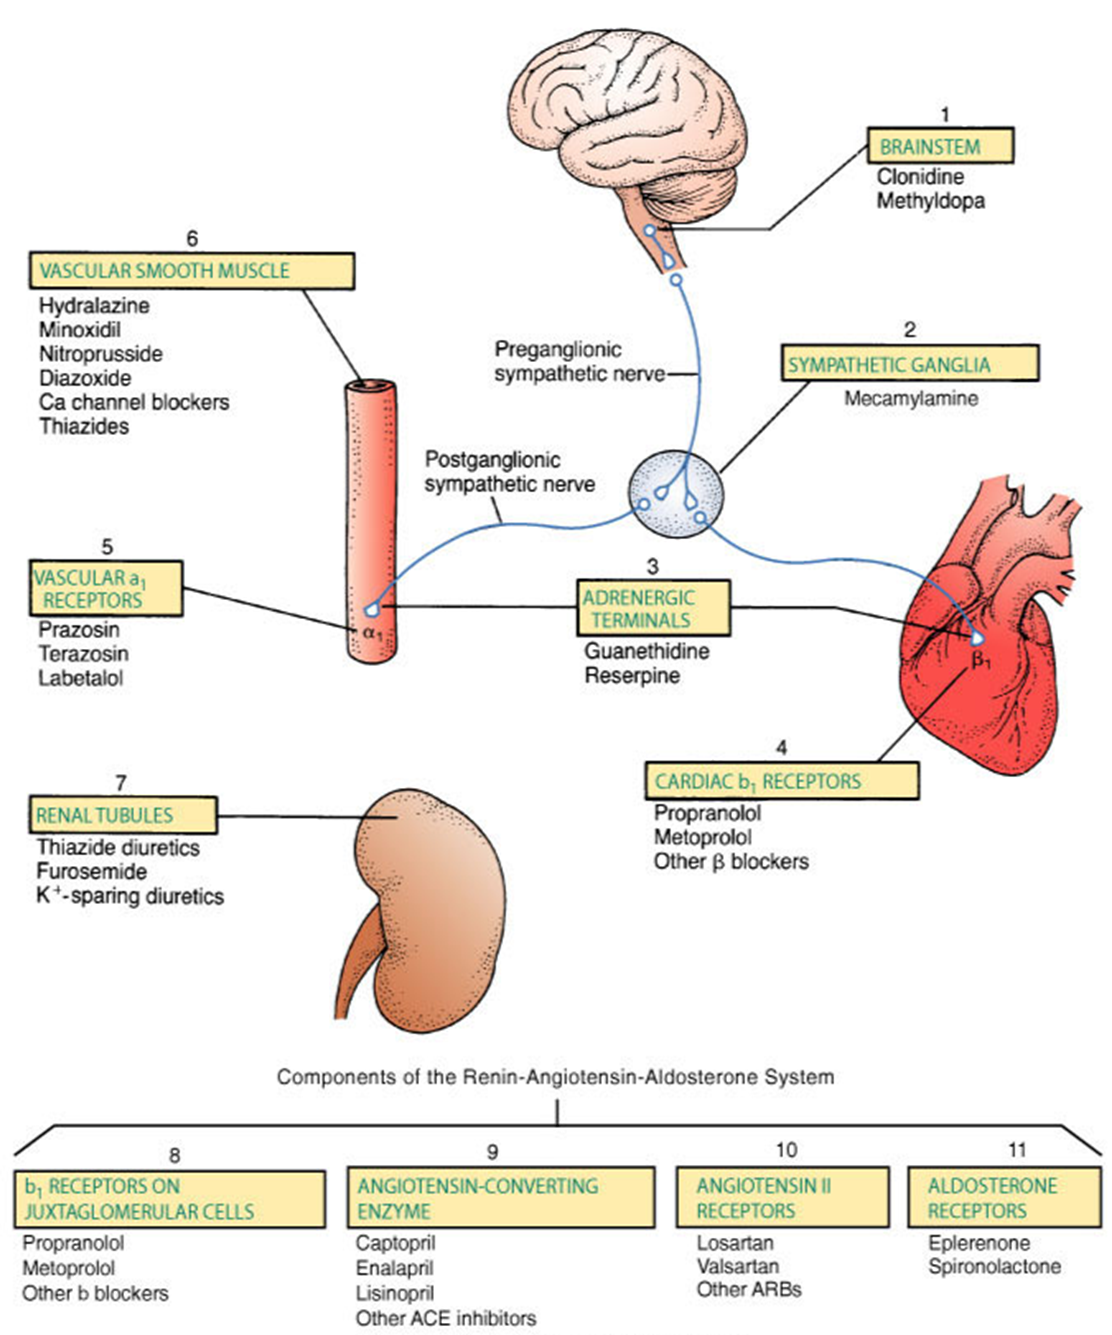 1
BRAINSTEM
Clonidine
Methyldopa
6
VASCULAR SMOOTH MUSCLE
Hydralazine
Minoxidil
Nitroprusside
Diazoxide
Ca channel blockers
Thiazides
Preganglionic
sympathetic nerve
2
SYMPATHETIC GANGLIA
Mecamylamine
Postganglionic
sympathetic nerve
5
VASCULAR a₁
RECEPTORS
Prazosin
Terazosin
Labetalol
α₁
3
ADRENERGIC
TERMINALS
Guanethidine
Reserpine
β₁
4
CARDIAC b₁ RECEPTORS
Propranolol
Metoprolol
Other β blockers
7
RENAL TUBULES
Thiazide diuretics
Furosemide
K⁺-sparing diuretics
Components of the Renin-Angiotensin-Aldosterone System
8
b₁ RECEPTORS ON
JUXTAGLOMERULAR CELLS
Propranolol
Metoprolol
Other b blockers
9
ANGIOTENSIN-CONVERTING
ENZYME
Captopril
Enalapril
Lisinopril
Other ACE inhibitors
10
ANGIOTENSIN II
RECEPTORS
Losartan
Valsartan
Other ARBs
11
ALDOSTERONE
RECEPTORS
Eplerenone
Spironolactone